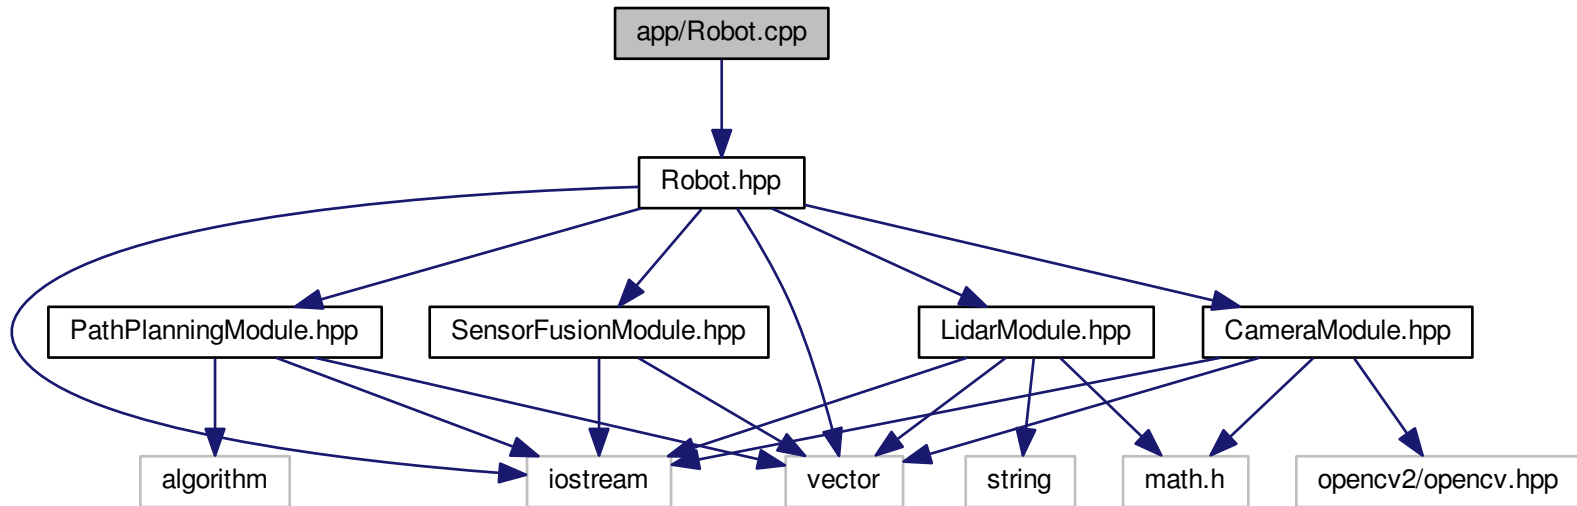 app/Robot.cpp
Robot.hpp
PathPlanningModule.hpp
SensorFusionModule.hpp
LidarModule.hpp
CameraModule.hpp
algorithm
iostream
vector
string
math.h
opencv2/opencv.hpp